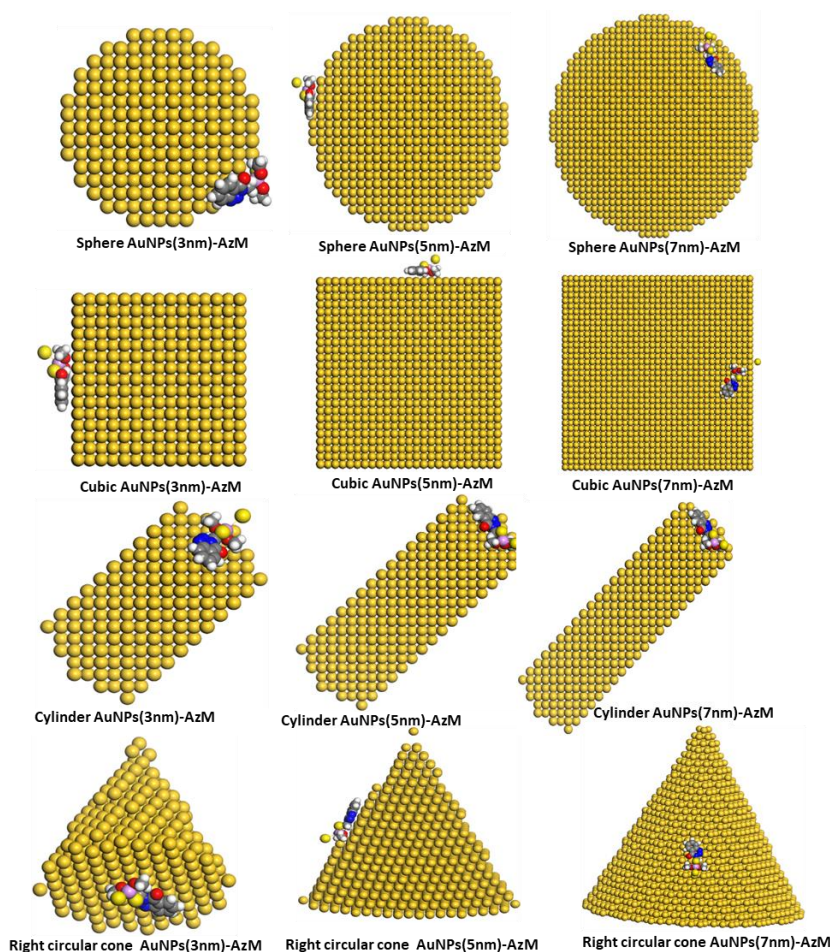 Sphere AuNPs(3nm)-AzM
Sphere AuNPs(5nm)-AzM
Sphere AuNPs(7nm)-AzM
Cubic AuNPs(3nm)-AzM
Cubic AuNPs(5nm)-AzM
Cubic AuNPs(7nm)-AzM
Cylinder AuNPs(3nm)-AzM
Cylinder AuNPs(5nm)-AzM
Cylinder AuNPs(7nm)-AzM
Right circular cone AuNPs(3nm)-AzM
Right circular cone AuNPs(5nm)-AzM
Right circular cone AuNPs(7nm)-AzM